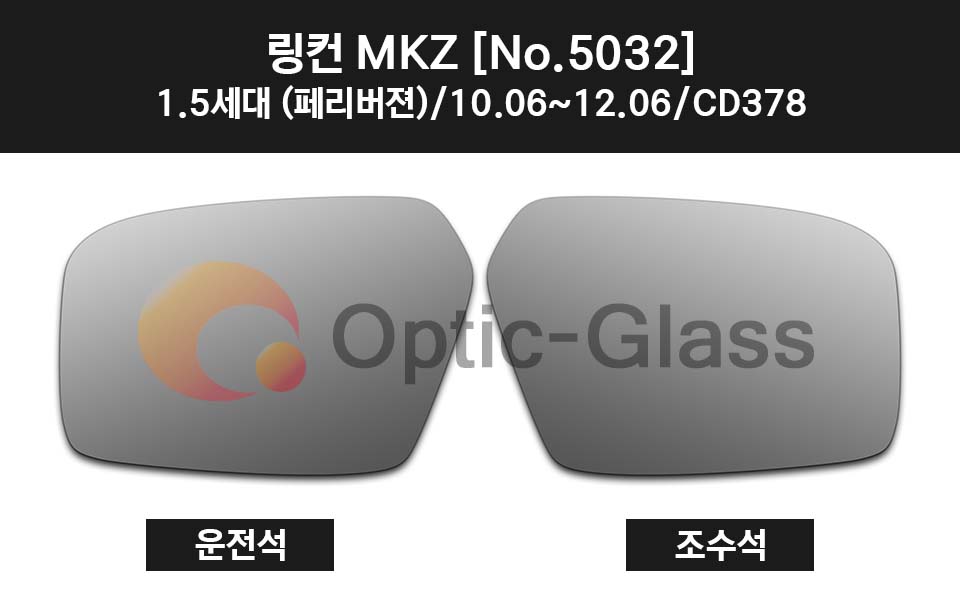 링컨 MKZ [No.5032]
1.5세대 (페리버젼)/10.06~12.06/CD378
Optic-Glass
운전석
조수석